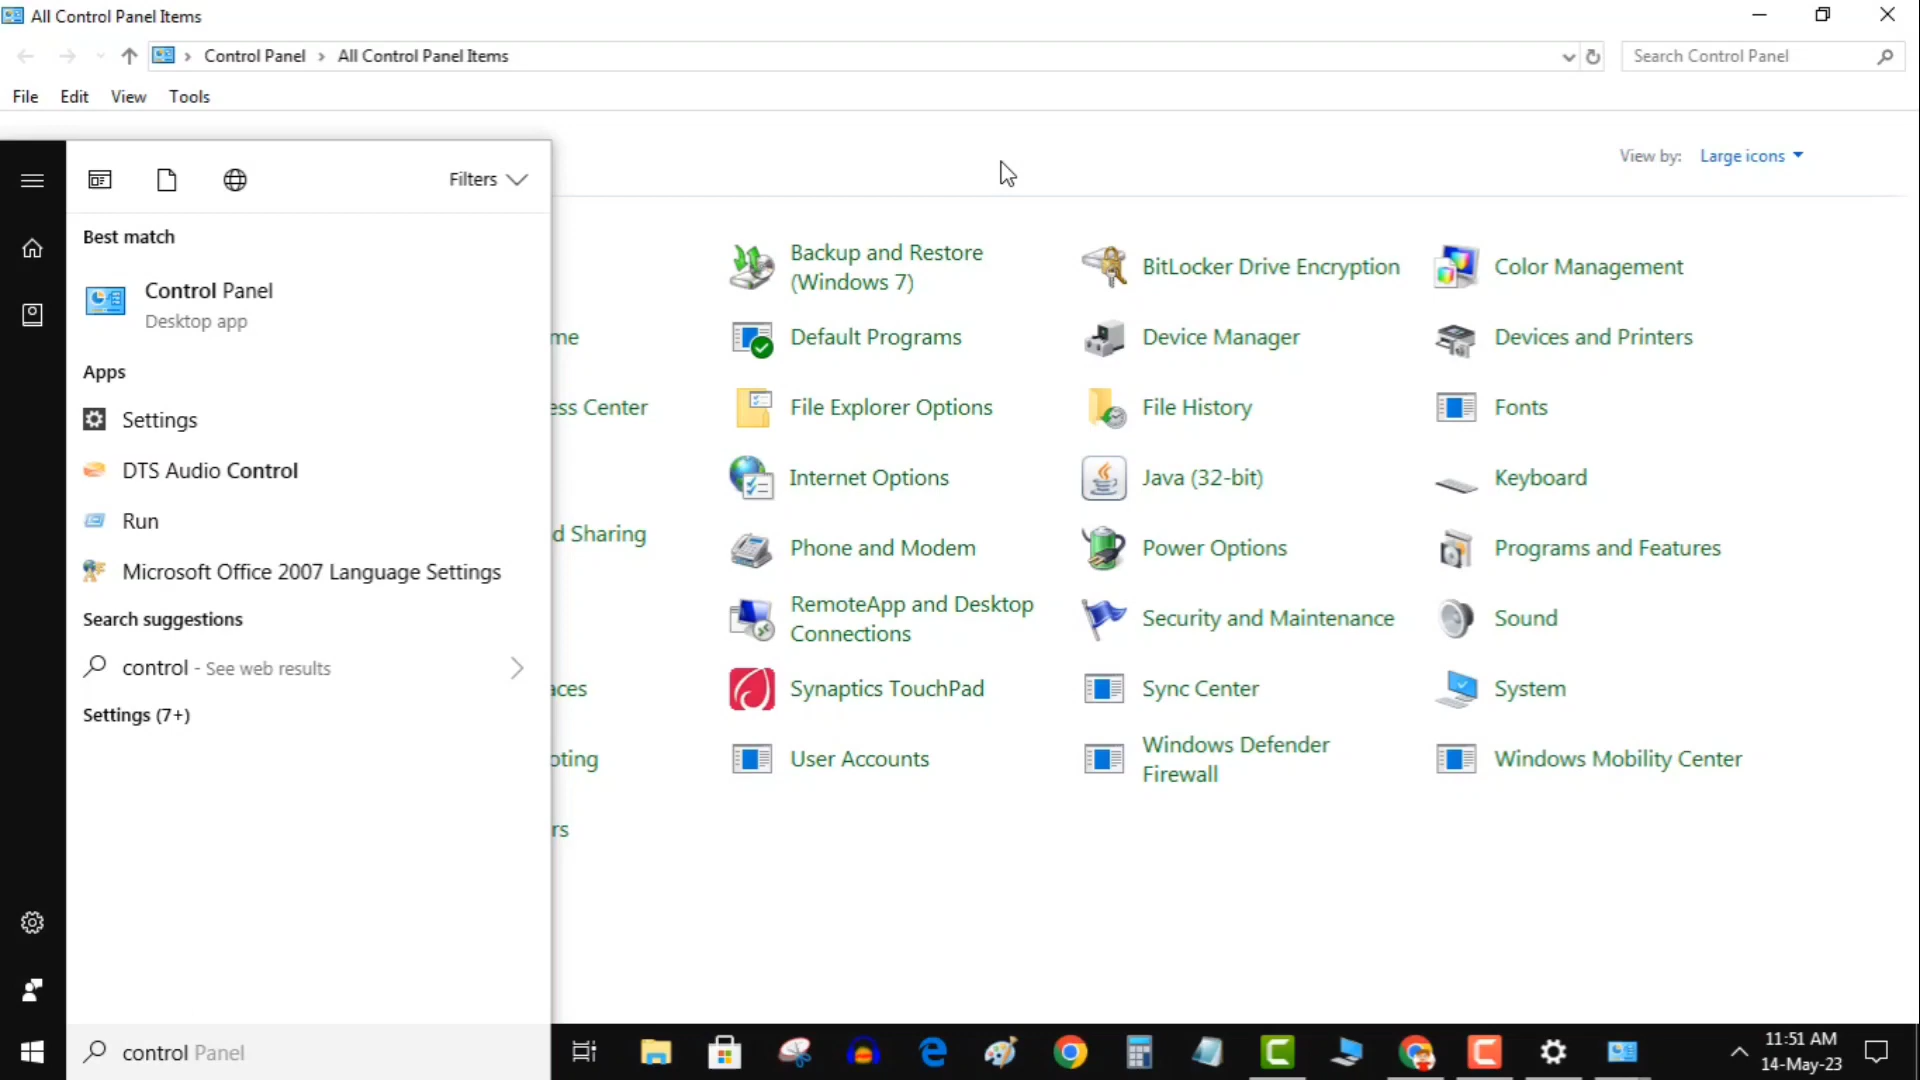 All Control Panel Items
Control Panel › All Control Panel Items
Search Control Panel
File Edit View Tools
View by: Large icons
Filters
Best match
Control Panel
Desktop app
Apps
Settings
DTS Audio Control
Run
Microsoft Office 2007 Language Settings
Search suggestions
control - See web results
Settings (7+)
control Panel
me
ess Center
d Sharing
aces
oting
rs
Backup and Restore
(Windows 7)
BitLocker Drive Encryption
Color Management
Default Programs
Device Manager
Devices and Printers
File Explorer Options
File History
Fonts
Internet Options
Java (32-bit)
Keyboard
Phone and Modem
Power Options
Programs and Features
RemoteApp and Desktop
Connections
Security and Maintenance
Sound
Synaptics TouchPad
Sync Center
System
User Accounts
Windows Defender
Firewall
Windows Mobility Center
11:51 AM
14-May-23